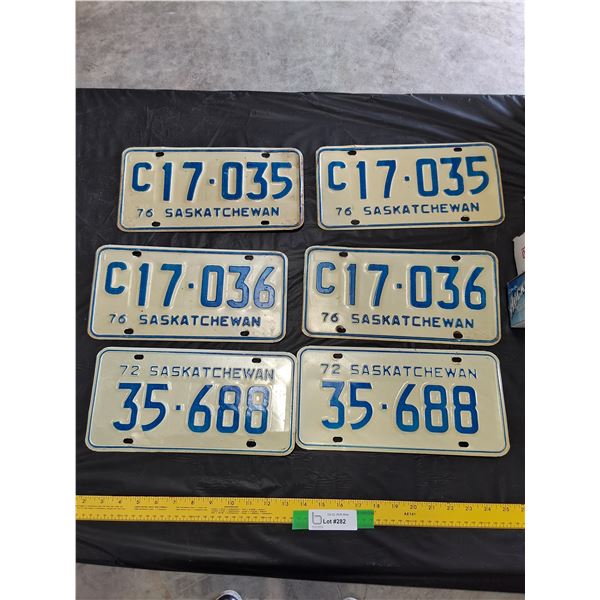 C17·035
76 SASKATCHEWAN
C17·035
76 SASKATCHEWAN
C17·036
76 SASKATCHEWAN
C17·036
76 SASKATCHEWAN
72 SASKATCHEWAN
35·688
72 SASKATCHEWAN
35·688
Lot #282